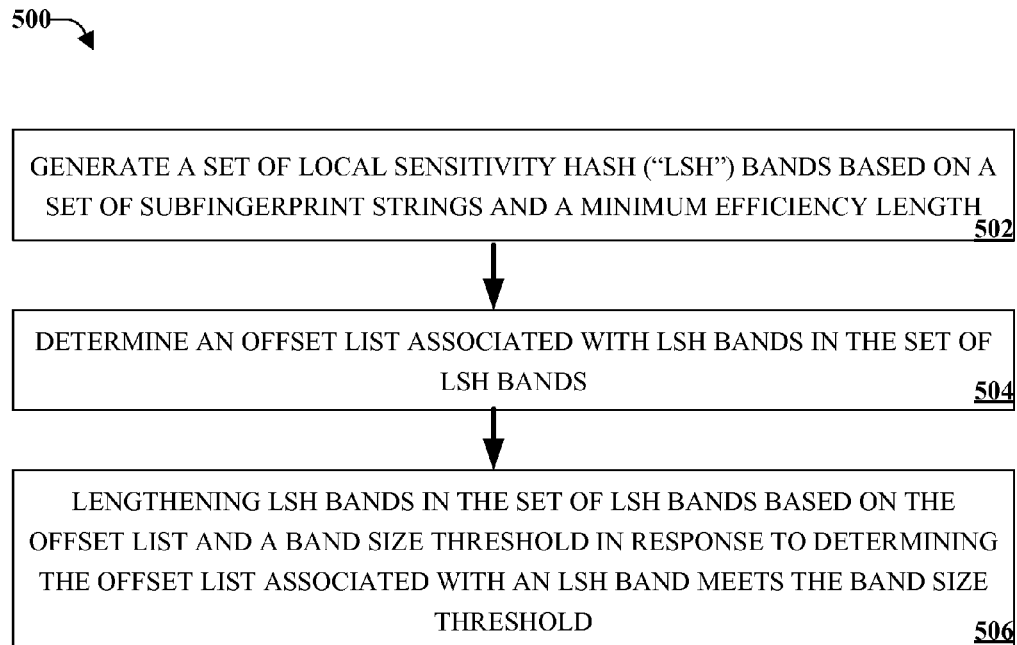 500
GENERATE A SET OF LOCAL SENSITIVITY HASH (“LSH”) BANDS BASED ON A
SET OF SUBFINGERPRINT STRINGS AND A MINIMUM EFFICIENCY LENGTH
502
DETERMINE AN OFFSET LIST ASSOCIATED WITH LSH BANDS IN THE SET OF
LSH BANDS
504
LENGTHENING LSH BANDS IN THE SET OF LSH BANDS BASED ON THE
OFFSET LIST AND A BAND SIZE THRESHOLD IN RESPONSE TO DETERMINING
THE OFFSET LIST ASSOCIATED WITH AN LSH BAND MEETS THE BAND SIZE
THRESHOLD
506